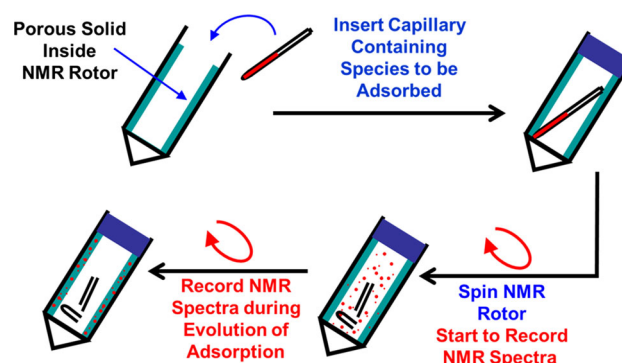 Porous Solid
Inside
NMR Rotor
Insert Capillary
Containing
Species to be
Adsorbed
Record NMR
Spectra during
Evolution of
Adsorption
Spin NMR
Rotor
Start to Record
NMR Spectra